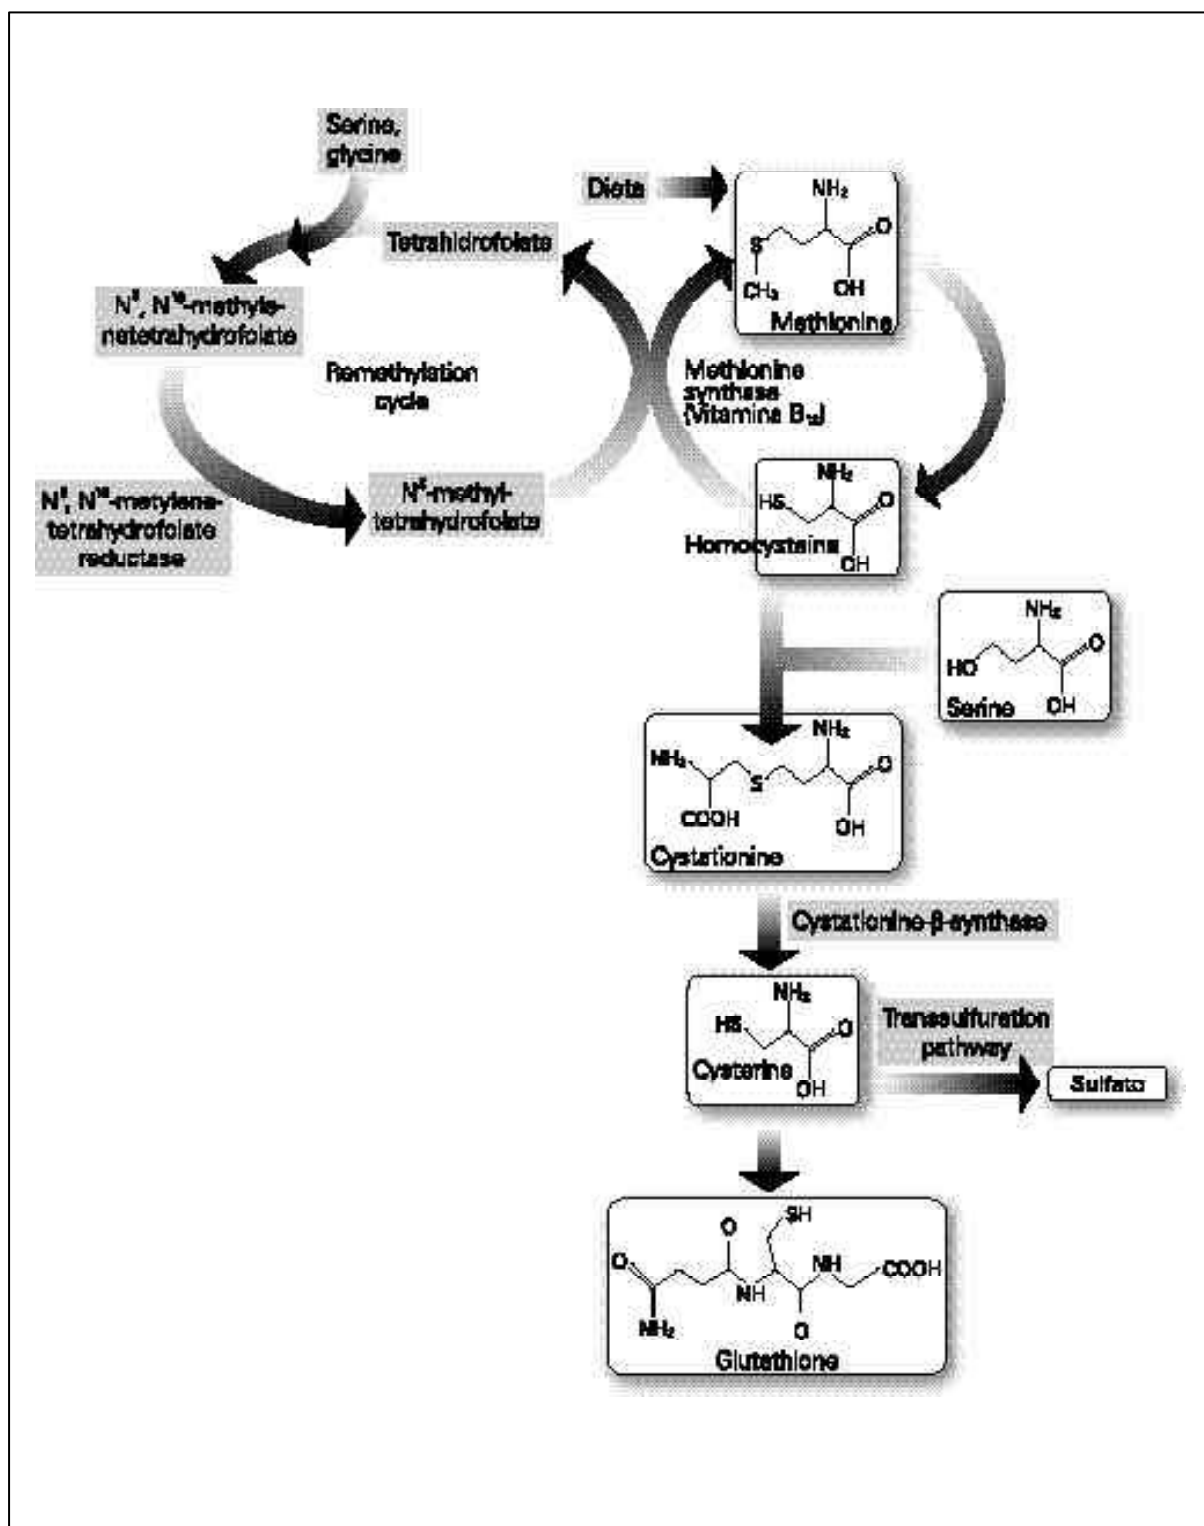 Serine,
glycine
Dieta
NH₂
Tetrahidrofolate
S
O
CH₃
OH
Methionine
N⁵, N¹⁰-methyle-
netetrahydrofolate
Remethylation
cycle
Methionine
synthase
(Vitamina B₁₂)
N⁵, N¹⁰-metylene-
tetrahydrofolate
reductase
N⁵-methyl-
tetrahydrofolate
NH₂
HS
O
Homocysteine
OH
NH₂
HO
O
Serine
OH
NH₂
NH₂
S
O
COOH
OH
Cystationine
Cystationine-β-synthase
NH₂
HS
O
Cysterine
OH
Transsulfuration
pathway
Sulfato
SH
O
O
NH
COOH
NH
NH₂
O
Glutathione